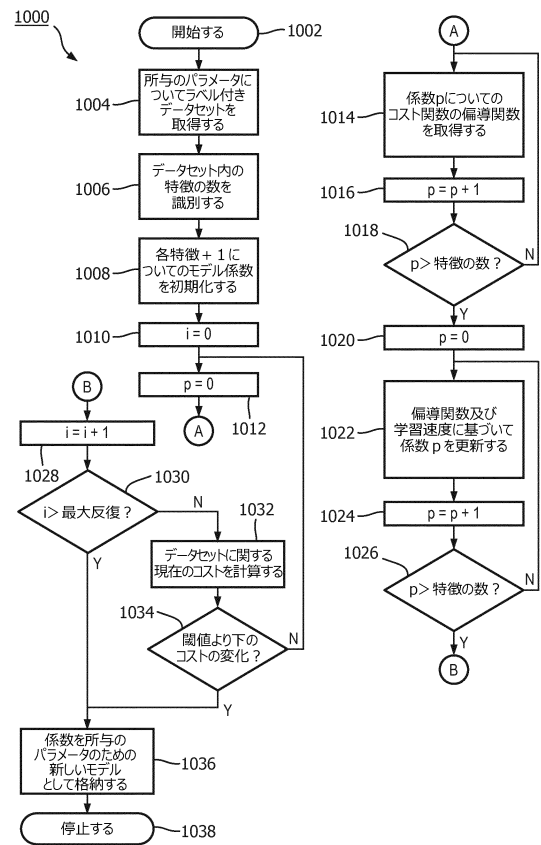 1000
開始する
1002
所与のパラメータ
についてラベル付き
データセットを
取得する
1004
データセット内の
特徴の数を
識別する
1006
各特徴+1に
ついてのモデル係数
を初期化する
1008
i=0
1010
p=0
1012
A
B
i=i+1
1028
i>最大反復?
1030
N
Y
1032
データセットに関する
現在のコストを計算する
1034
閾値より下の
コストの変化?
N
Y
係数を所与の
パラメータのための
新しいモデル
として格納する
1036
停止する
1038
A
係数pについての
コスト関数の偏導関数
を取得する
1014
p=p+1
1016
1018
p>特徴の数?
N
Y
p=0
1020
偏導関数及び
学習速度に基づいて
係数pを更新する
1022
p=p+1
1024
1026
p>特徴の数?
N
Y
B